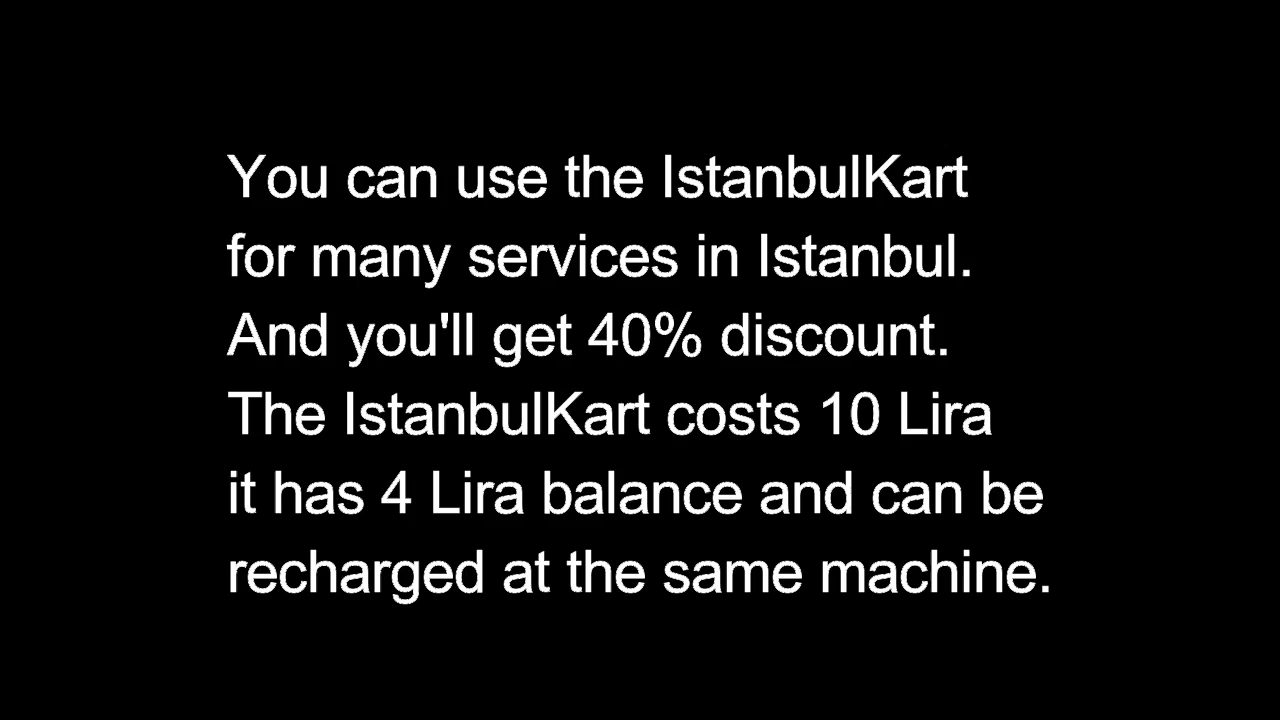 You can use the IstanbulKart
for many services in Istanbul.
And you'll get 40% discount.
The IstanbulKart costs 10 Lira
it has 4 Lira balance and can be
recharged at the same machine.